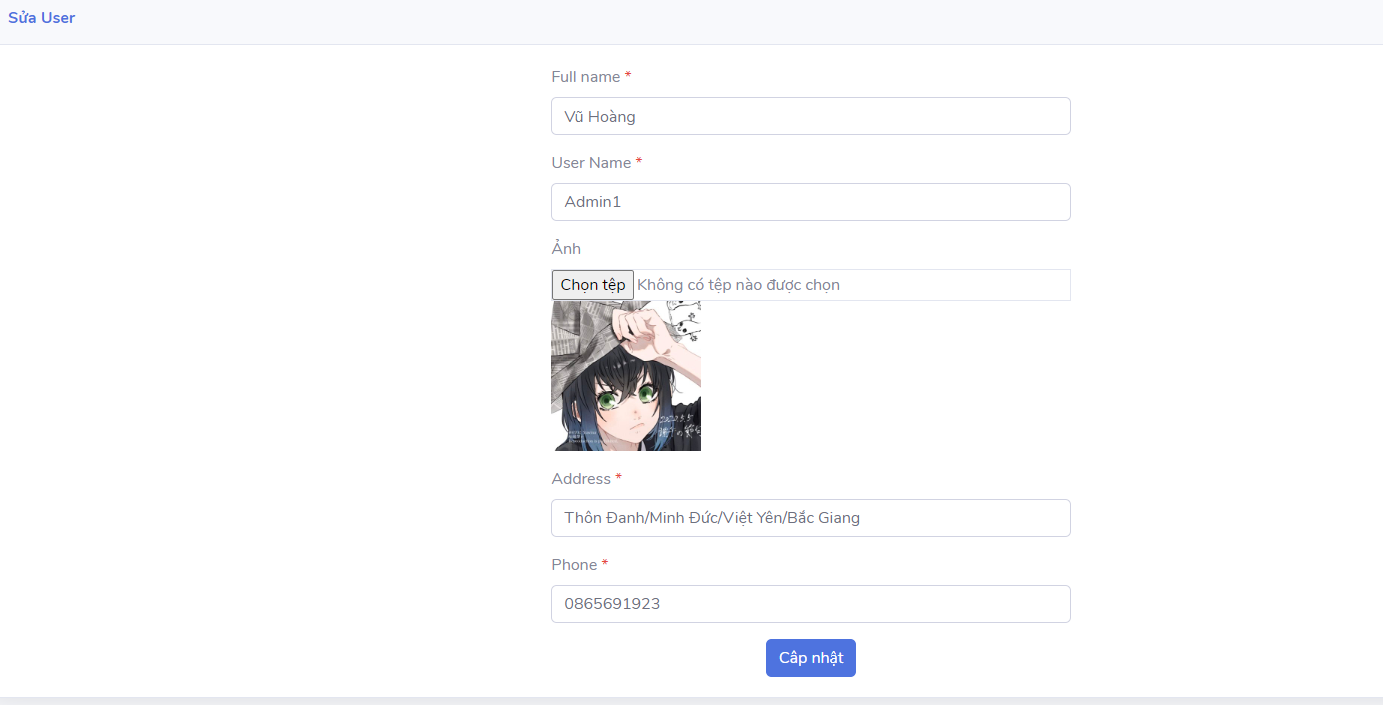 Sửa User
Full name *
Vũ Hoàng
User Name *
Admin1
Ảnh
Chọn tệp Không có tệp nào được chọn
Address *
Thôn Đanh/Minh Đức/Việt Yên/Bắc Giang
Phone *
0865691923
Câp nhật